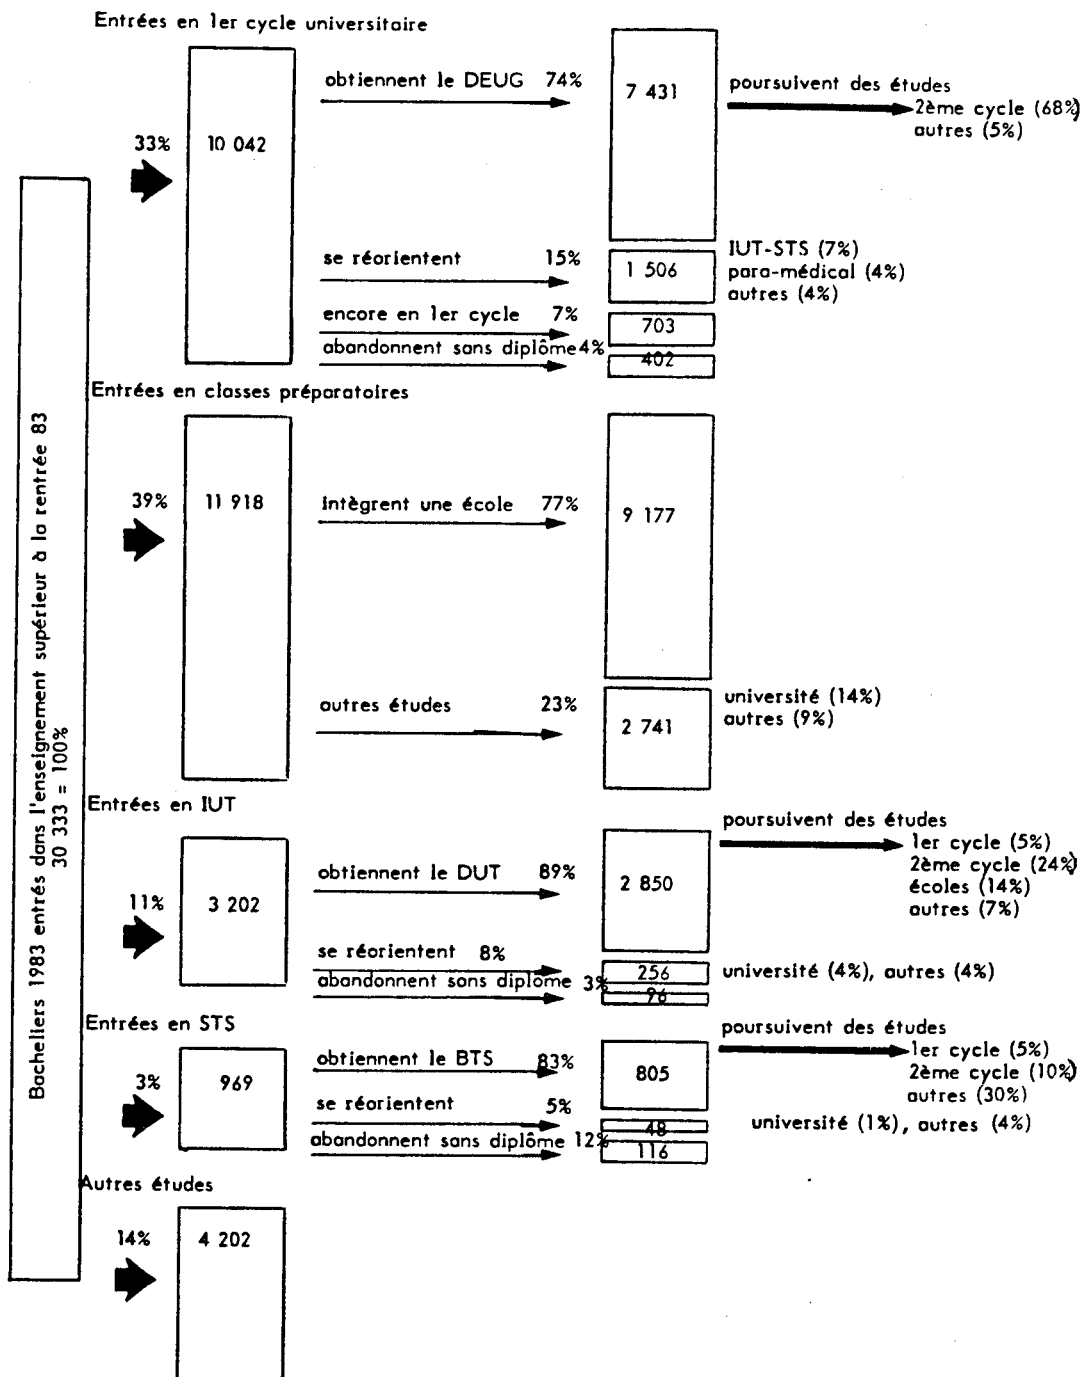 Entrées en 1er cycle universitaire
33%
10 042
obtiennent le DEUG 74%
7 431
poursuivent des études
2ème cycle (68%)
autres (5%)
se réorientent 15%
1 506
IUT-STS (7%)
para-médical (4%)
autres (4%)
encore en 1er cycle 7%
703
abandonnent sans diplôme 4%
402
Bacheliers 1983 entrés dans l'enseignement supérieur à la rentrée 83
30 333 = 100%
Entrées en classes préparatoires
39%
11 918
intègrent une école 77%
9 177
autres études 23%
2 741
université (14%)
autres (9%)
Entrées en IUT
11%
3 202
obtiennent le DUT 89%
2 850
poursuivent des études
1er cycle (5%)
2ème cycle (24%)
écoles (14%)
autres (7%)
se réorientent 8%
256
université (4%), autres (4%)
abandonnent sans diplome 3%
96
Entrées en STS
3%
969
obtiennent le BTS 83%
805
poursuivent des études
1er cycle (5%)
2ème cycle (10%)
autres (30%)
se réorientent 5%
48
université (1%), autres (4%)
abandonnent sans diplôme 12%
116
Autres études
14%
4 202